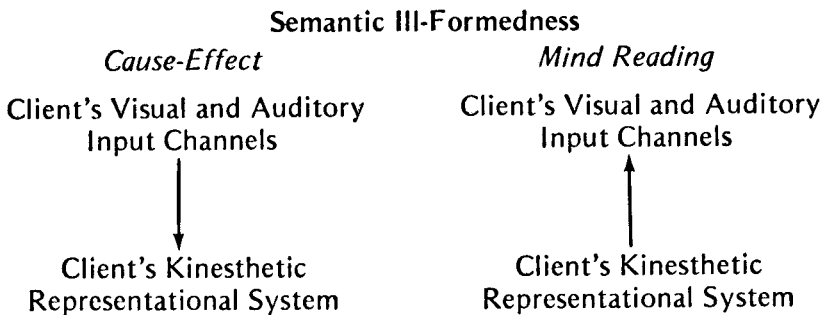 Semantic Ill-Formedness
Cause-Effect
Mind Reading
Client's Visual and Auditory
Input Channels
Client's Visual and Auditory
Input Channels
Client's Kinesthetic
Representational System
Client's Kinesthetic
Representational System